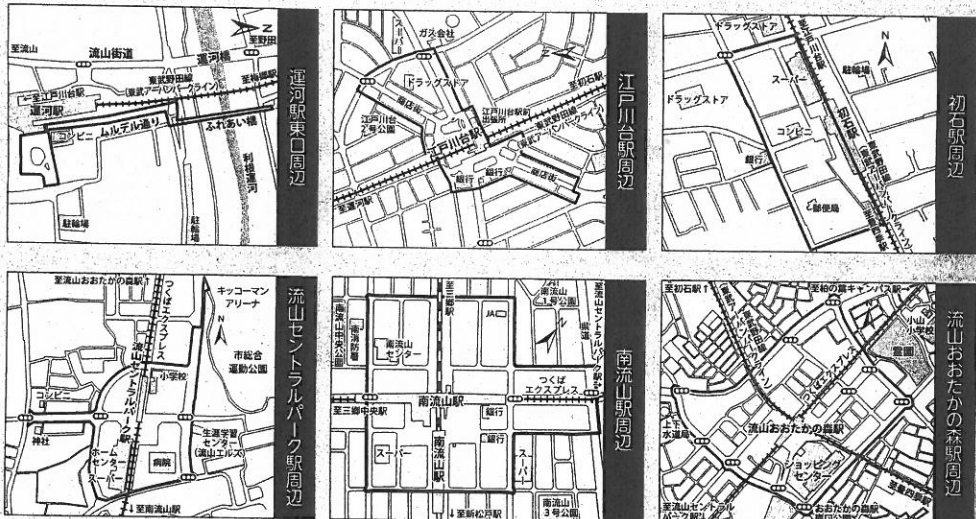 至流山
流山街道
運河橋
至野田
東武野田線
(東武アーバンパークライン)
至梅郷駅
←至江戸川台駅
運河駅
コンビニ
ムルデル通り
ふれあい橋
利根運河
駐輪場
駐輪場
運河駅東口周辺
スーパー
ガス会社
ドラッグストア
至初石駅
商店街
江戸川台
2号公園
江戸川台駅前
出張所
江戸川台駅
東武野田線
(東武アーバンパークライン)
銀行
銀行
商店街
至運河駅
江戸川台駅周辺
ドラッグストア
至江戸川台駅
N
スーパー
駐輪場
ドラッグストア
初石駅
コンビニ
銀行
郵便局
東武野田線
(東武アーバンパークライン)
初石駅周辺
至流山おおたかの森駅↑
つくばエクスプレス
キッコーマン
アリーナ
N
市総合
運動公園
流山セントラルパーク駅
小学校
コンビニ
神社
ホーム
センター
スーパー
病院
生涯学習
センター
(流山エルズ)
↓至南流山駅
流山セントラルパーク駅周辺
至三郷駅
南流山
1号公園
JA
県道
至流山セントラルパーク駅
南消防署
南流山中央公園
南流山
センター
N
つくば
エクスプレス
至三郷中央駅
南流山駅
銀行
銀行
南流山駅
スーパー
スーパー
↓至新松戸駅
南流山
3号公園
南流山駅周辺
至初石駅↑
至柏の葉キャンパス駅→
東武野田線
(東武アーバンパークライン)
N
小山
小学校
霊園
つくばエクスプレス
上下
水道局
流山おおたかの森駅
ショッピング
センター
至豊四季駅
至流山セントラル
パーク駅↓
おおたかの森駅
流山おおたかの森駅周辺